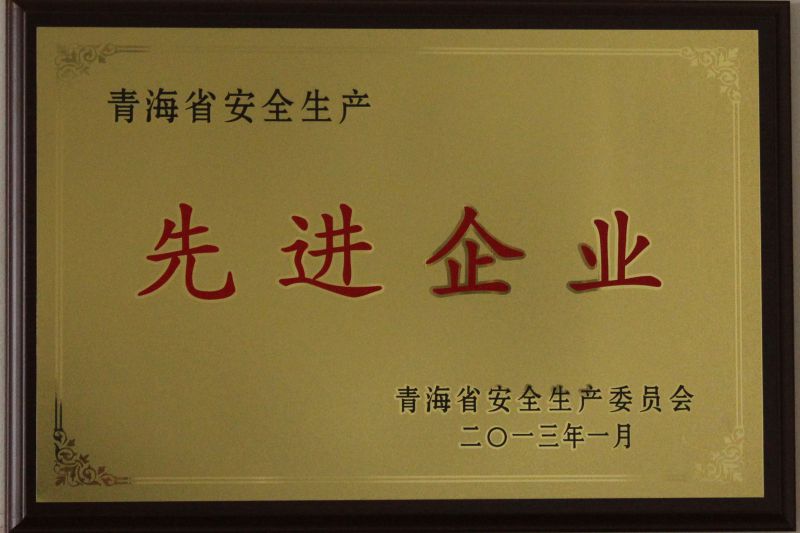 青海省安全生产
先进企业
青海省安全生产委员会
二〇一三年一月